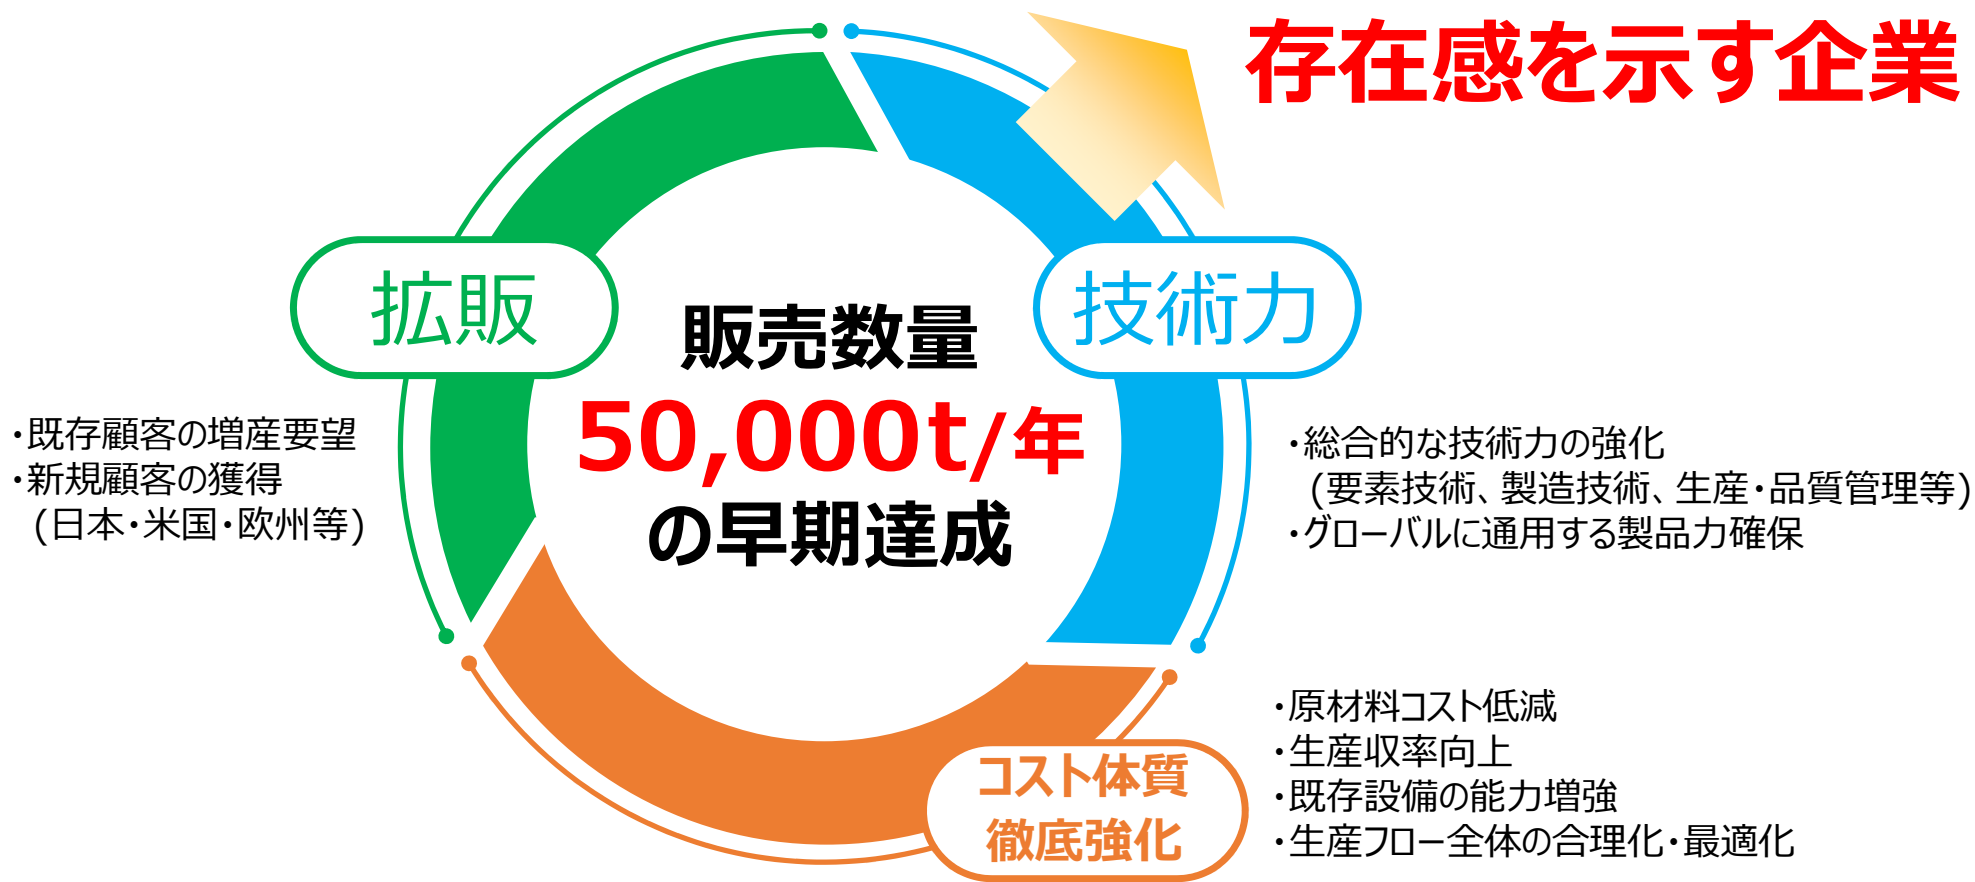 存在感を示す企業
拡販
技術力
販売数量
50,000t/年
の早期達成
・既存顧客の増産要望
・新規顧客の獲得
(日本・米国・欧州等)
・総合的な技術力の強化
(要素技術、製造技術、生産・品質管理等)
・グローバルに通用する製品力確保
コスト体質
徹底強化
・原材料コスト低減
・生産収率向上
・既存設備の能力増強
・生産フロー全体の合理化・最適化